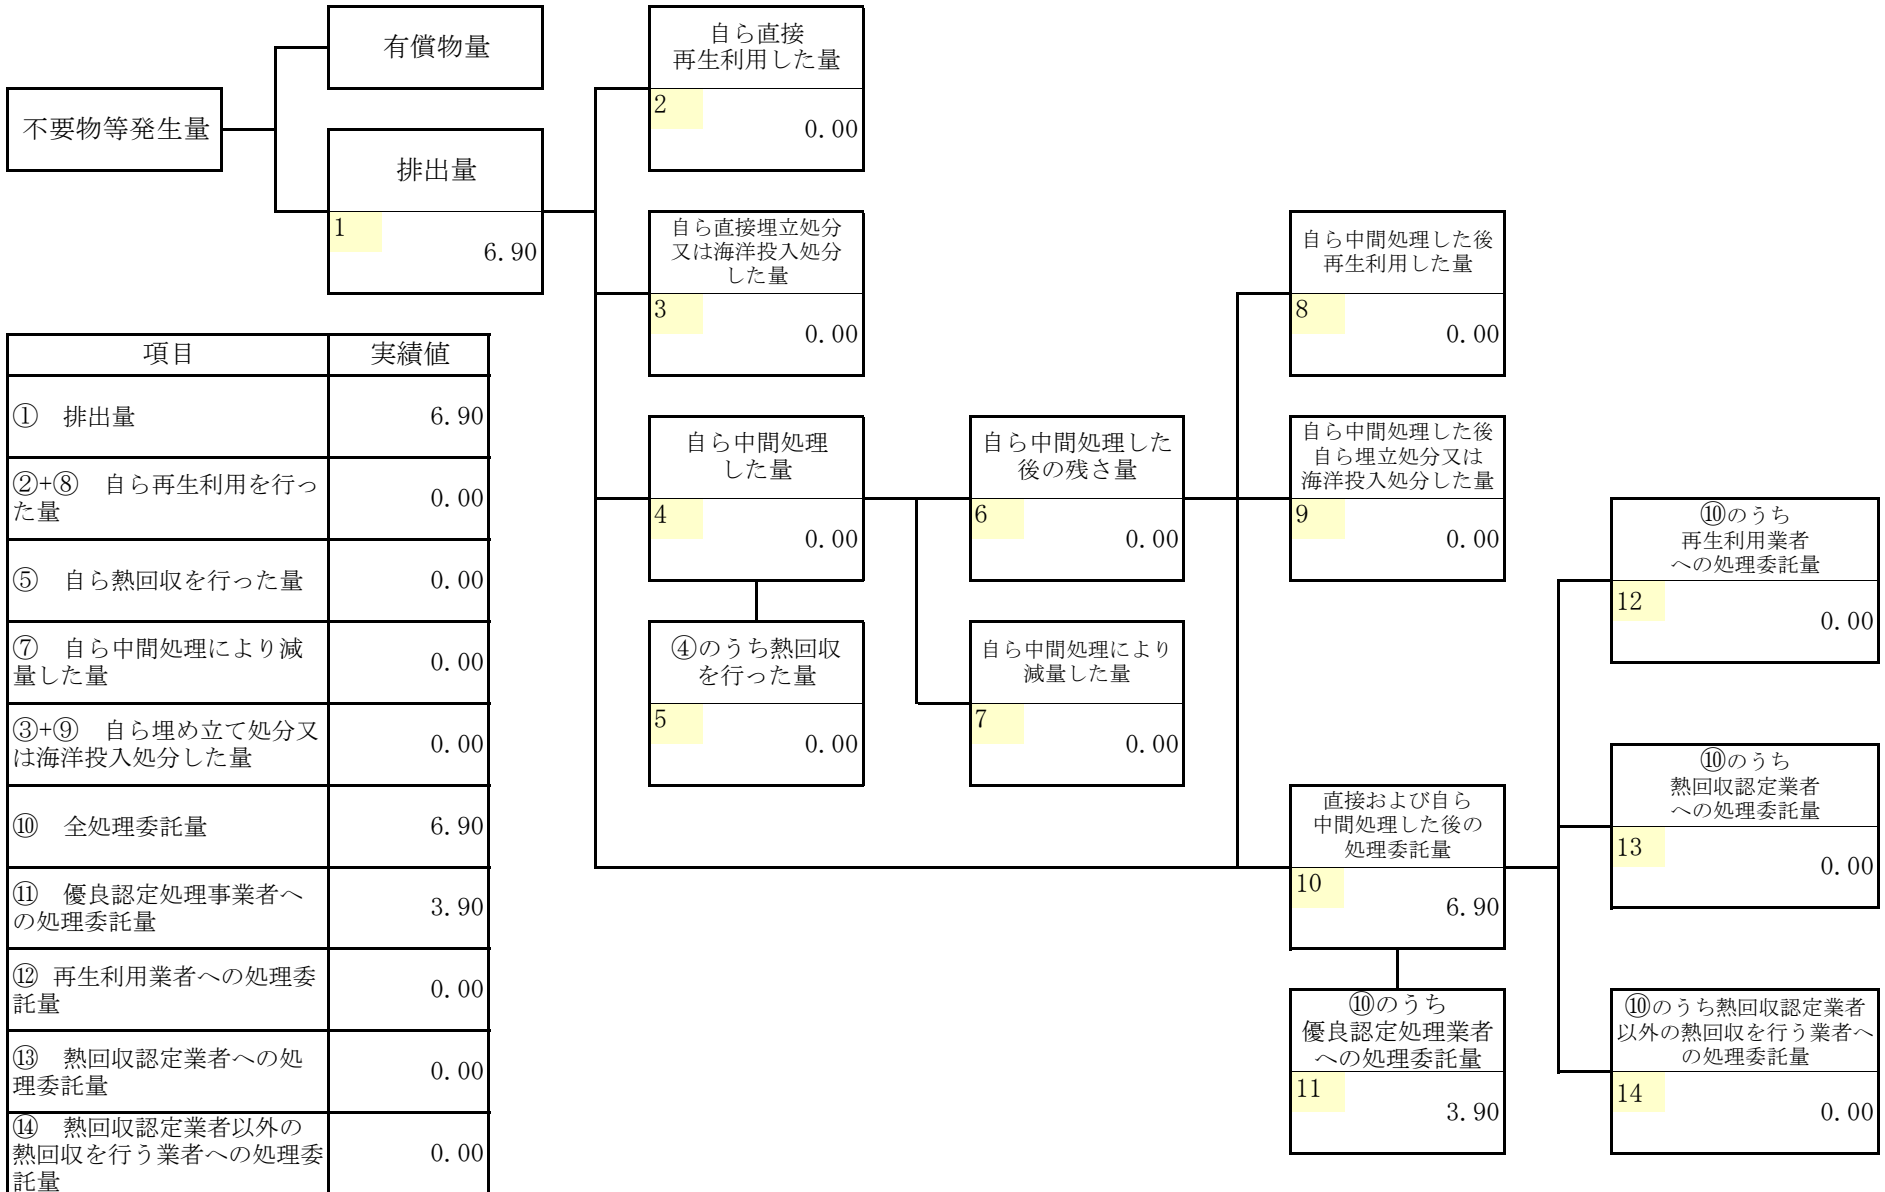 有償物量
不要物等発生量
排出量
1
6.90
自ら直接
再生利用した量
2
0.00
自ら直接埋立処分
又は海洋投入処分
した量
3
0.00
自ら中間処理
した量
4
0.00
④のうち熱回収
を行った量
5
0.00
自ら中間処理した
後の残さ量
6
0.00
自ら中間処理により
減量した量
7
0.00
自ら中間処理した後
再生利用した量
8
0.00
自ら中間処理した後
自ら埋立処分又は
海洋投入処分した量
9
0.00
直接および自ら
中間処理した後の
処理委託量
10
6.90
⑩のうち
優良認定処理業者
への処理委託量
11
3.90
⑩のうち
再生利用業者
への処理委託量
12
0.00
⑩のうち
熱回収認定業者
への処理委託量
13
0.00
⑩のうち熱回収認定業者
以外の熱回収を行う業者へ
の処理委託量
14
0.00
項目 実績値
① 排出量 6.90
②+⑧ 自ら再生利用を行っ
た量 0.00
⑤ 自ら熱回収を行った量 0.00
⑦ 自ら中間処理により減
量した量 0.00
③+⑨ 自ら埋め立て処分又
は海洋投入処分した量 0.00
⑩ 全処理委託量 6.90
⑪ 優良認定処理事業者へ
の処理委託量 3.90
⑫ 再生利用業者への処理委
託量 0.00
⑬ 熱回収認定業者への処
理委託量 0.00
⑭ 熱回収認定業者以外の
熱回収を行う業者への処理委
託量 0.00